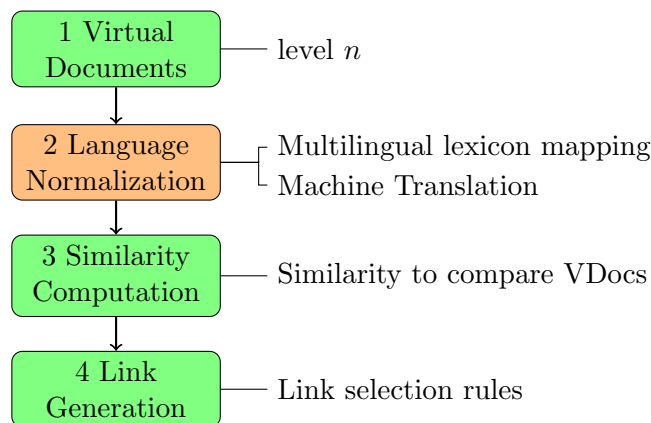 1 Virtual
Documents
level n
2 Language
Normalization
Multilingual lexicon mapping
Machine Translation
3 Similarity
Computation
Similarity to compare VDocs
4 Link
Generation
Link selection rules